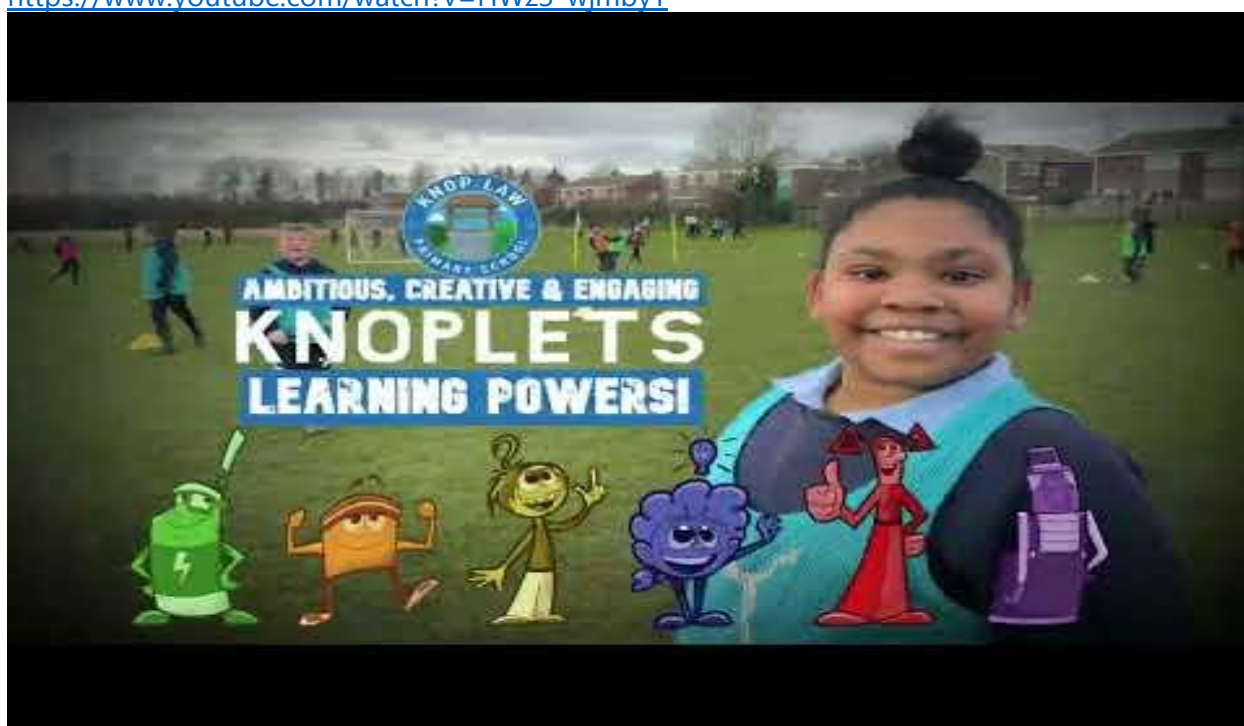 KNOP LAW
PRIMARY SCHOOL
AMBITIOUS, CREATIVE & ENGAGING
KNOPLETS
LEARNING POWERS!